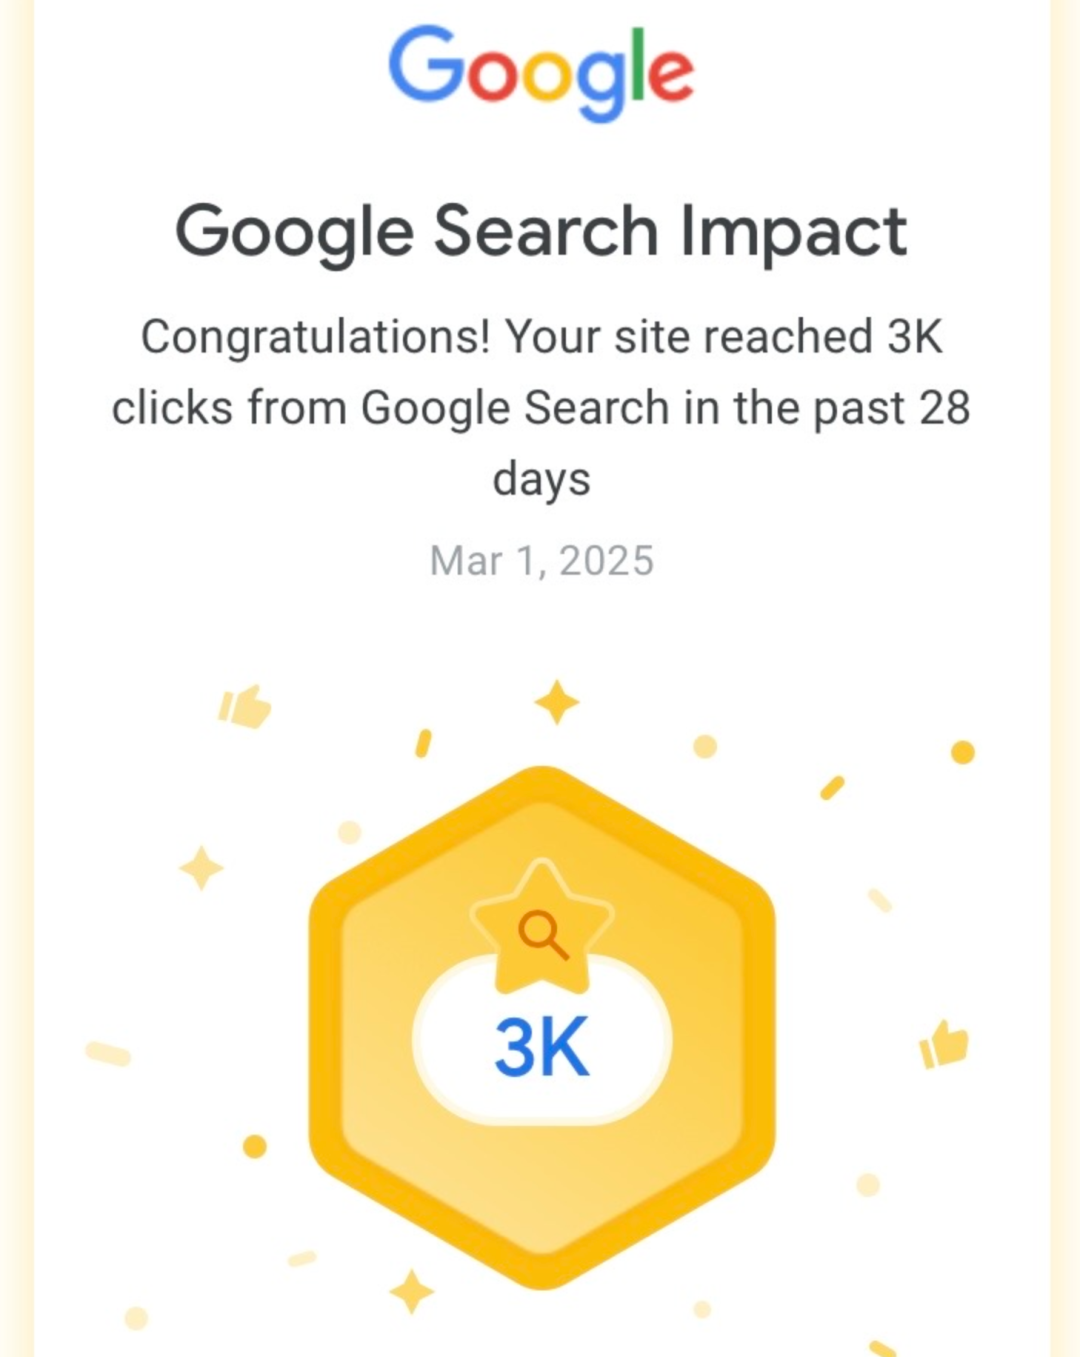 Google
Google Search Impact
Congratulations! Your site reached 3K
clicks from Google Search in the past 28
days
Mar 1, 2025
3K